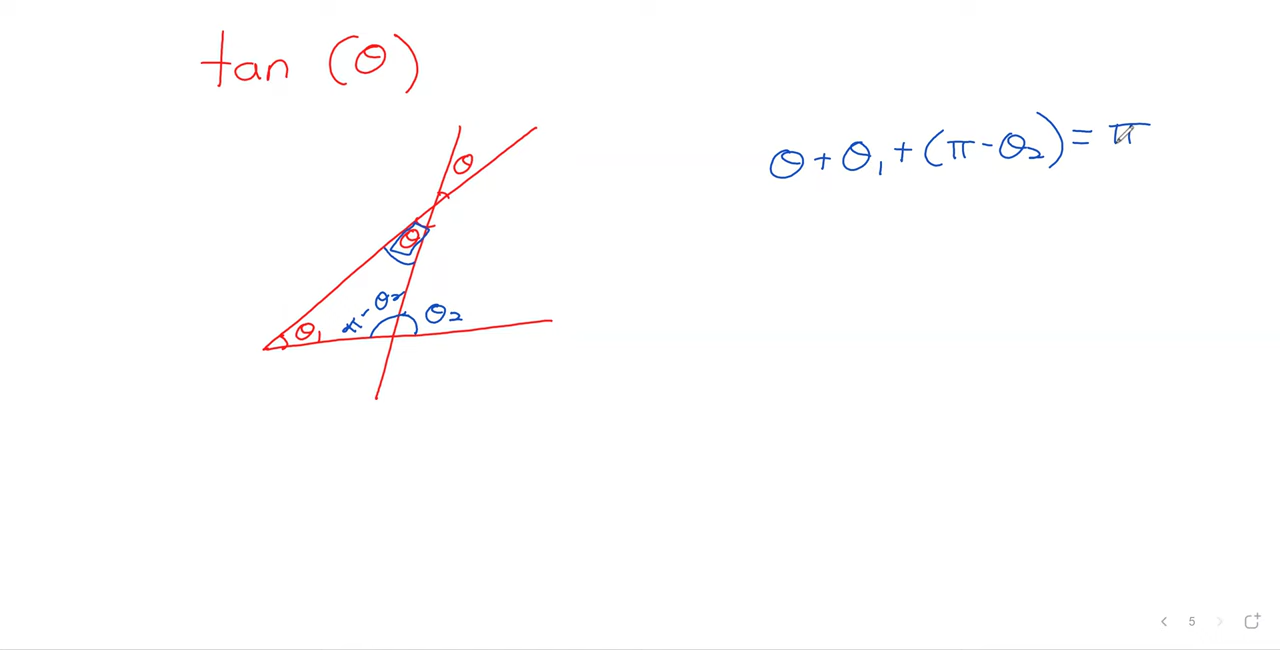 tan (θ)
θ + θ₁ + (π - θ₂) = π
θ
θ
π - θ₂
θ₂
θ₁
5